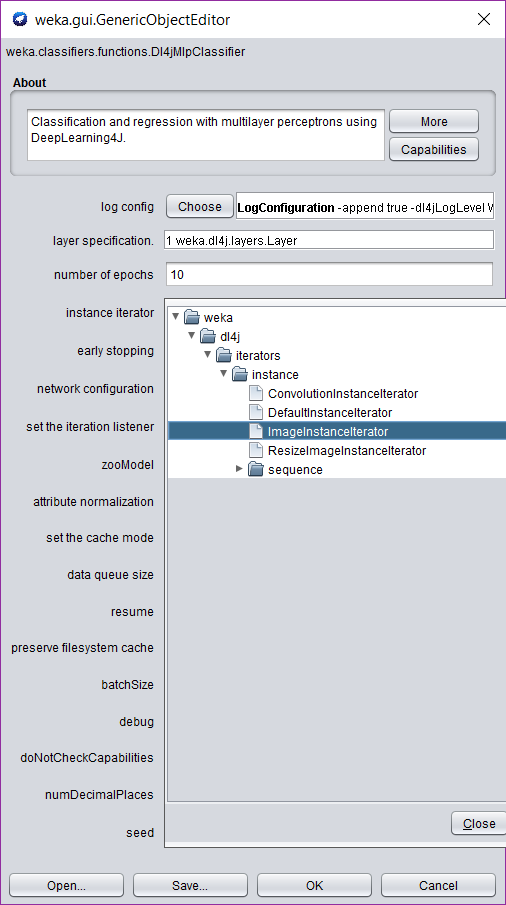 weka.gui.GenericObjectEditor
weka.classifiers.functions.Dl4jMlpClassifier
About
Classification and regression with multilayer perceptrons using
DeepLearning4J.
More
Capabilities
log config Choose LogConfiguration -append true -dl4jLogLevel W
layer specification. 1 weka.dl4j.layers.Layer
number of epochs 10
instance iterator
early stopping
network configuration
set the iteration listener
zooModel
attribute normalization
set the cache mode
data queue size
resume
preserve filesystem cache
batchSize
debug
doNotCheckCapabilities
numDecimalPlaces
seed
weka
dl4j
iterators
instance
ConvolutionInstanceIterator
DefaultInstanceIterator
ImageInstanceIterator
ResizeImageInstanceIterator
sequence
Close
Open... Save... OK Cancel